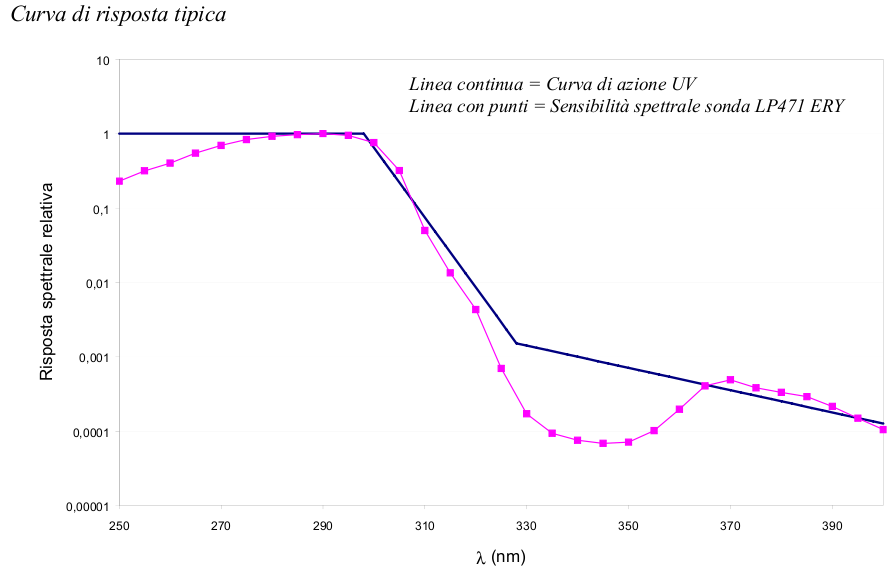 Curva di risposta tipica
Linea continua = Curva di azione UV
Linea con punti = Sensibilità spettrale sonda LP471 ERY
Risposta spettrale relativa
10
1
0,1
0,01
0,001
0,0001
0,00001
250 270 290 310 330 350 370 390
λ (nm)